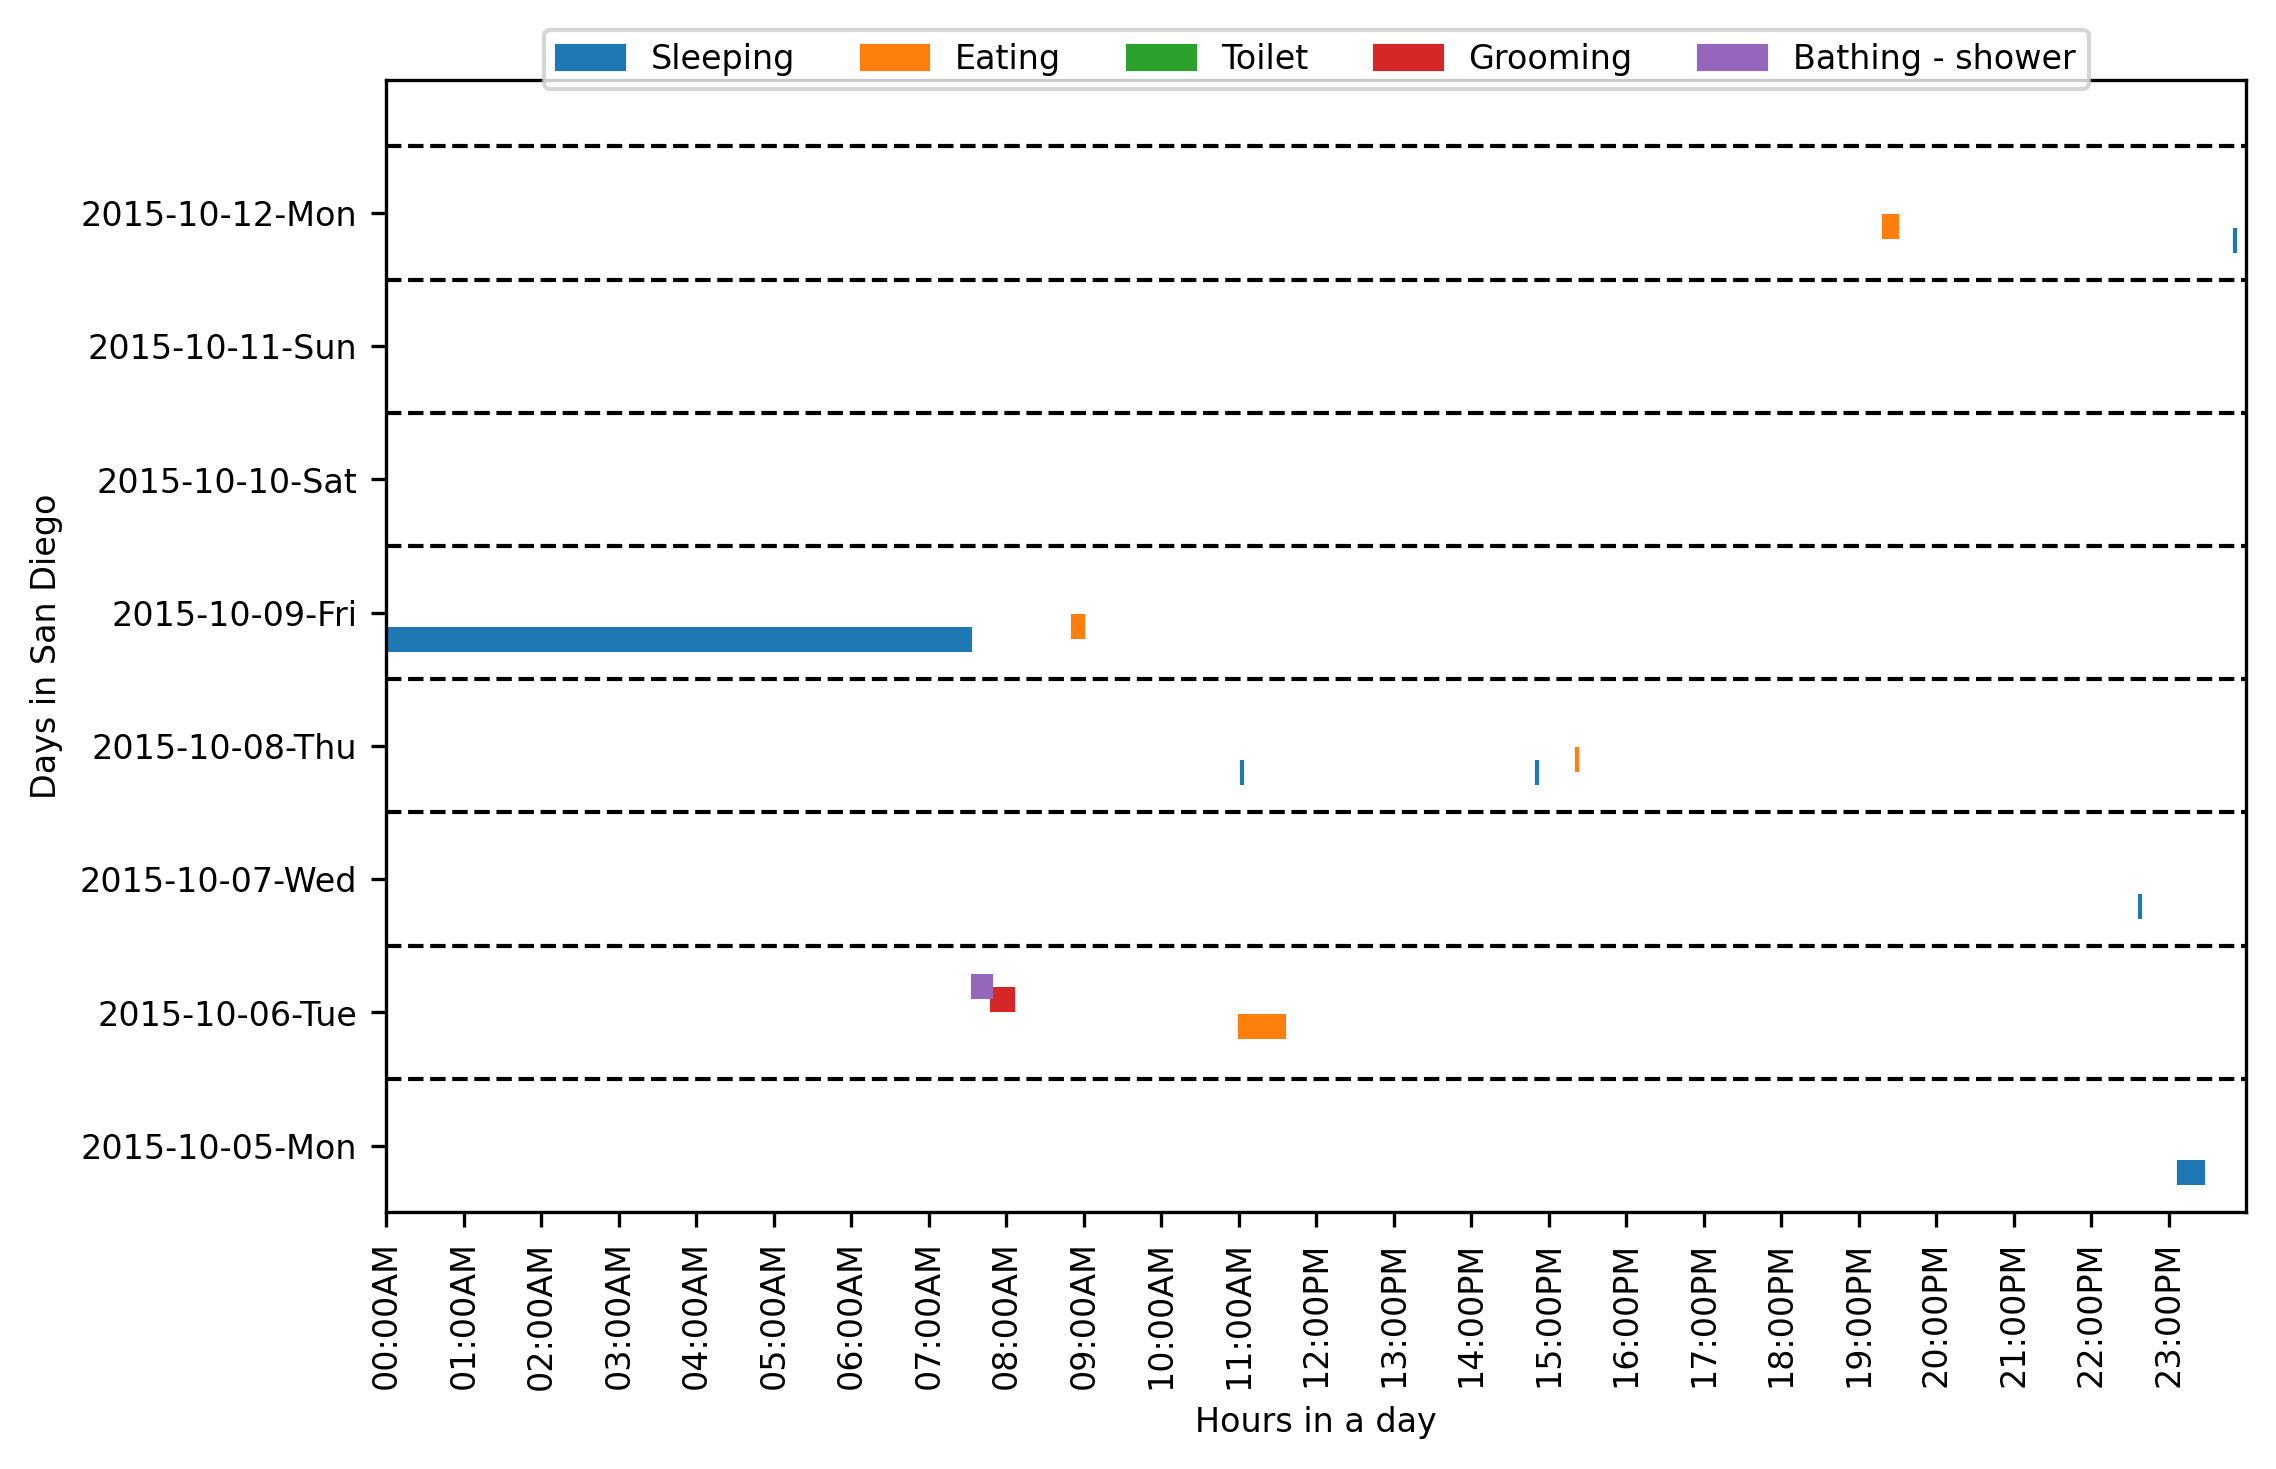 Sleeping Eating Toilet Grooming Bathing - shower
Days in San Diego
2015-10-12-Mon
2015-10-11-Sun
2015-10-10-Sat
2015-10-09-Fri
2015-10-08-Thu
2015-10-07-Wed
2015-10-06-Tue
2015-10-05-Mon
00:00AM
01:00AM
02:00AM
03:00AM
04:00AM
05:00AM
06:00AM
07:00AM
08:00AM
09:00AM
10:00AM
11:00AM
12:00PM
13:00PM
14:00PM
15:00PM
16:00PM
17:00PM
18:00PM
19:00PM
20:00PM
21:00PM
22:00PM
23:00PM
Hours in a day